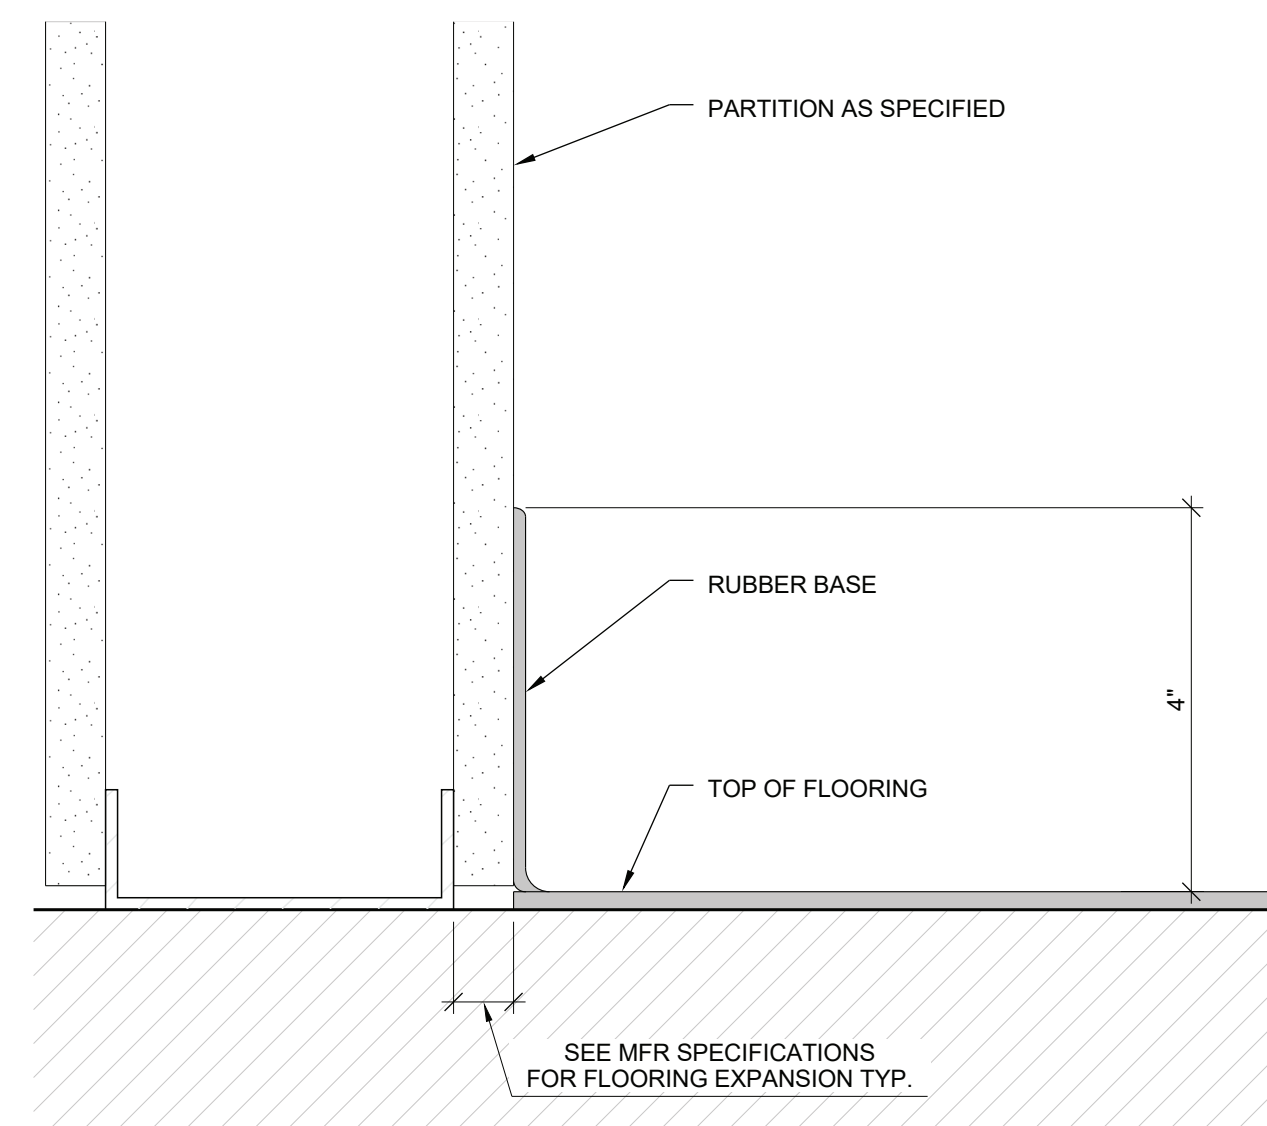 PARTITION AS SPECIFIED
RUBBER BASE
4"
TOP OF FLOORING
SEE MFR SPECIFICATIONS
FOR FLOORING EXPANSION TYP.